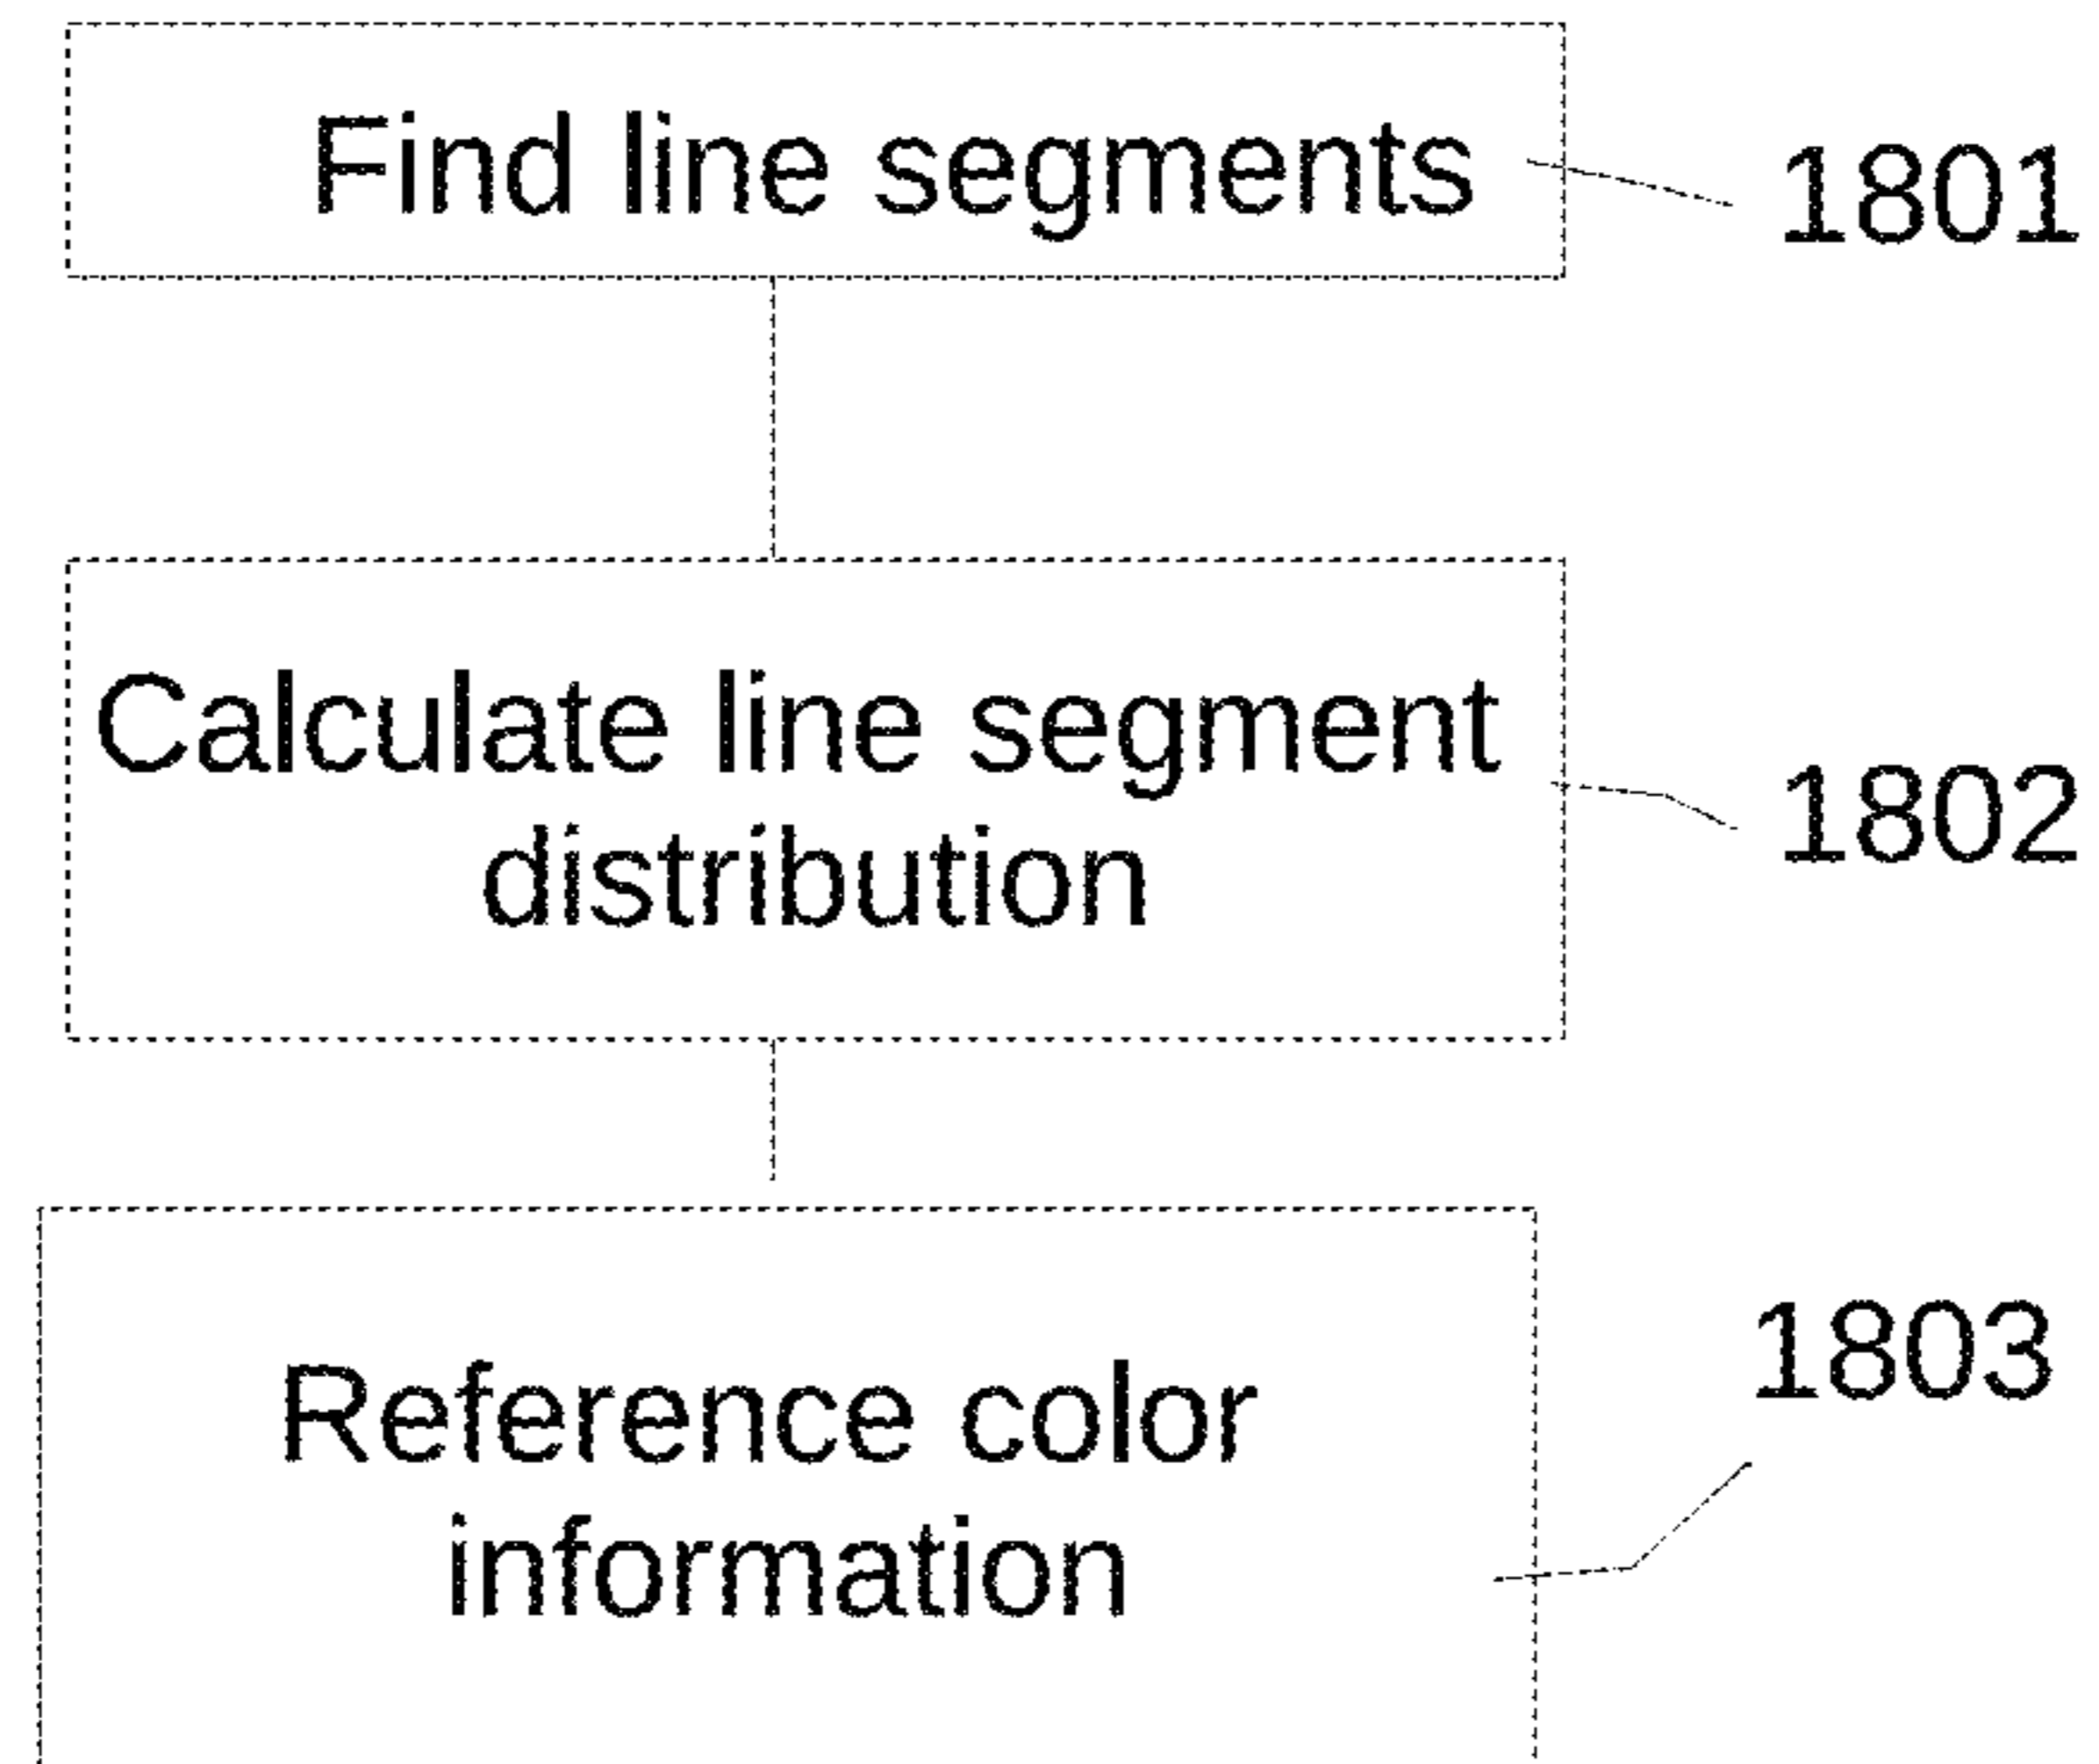 Find line segments
1801
Calculate line segment
distribution
1802
Reference color
information
1803